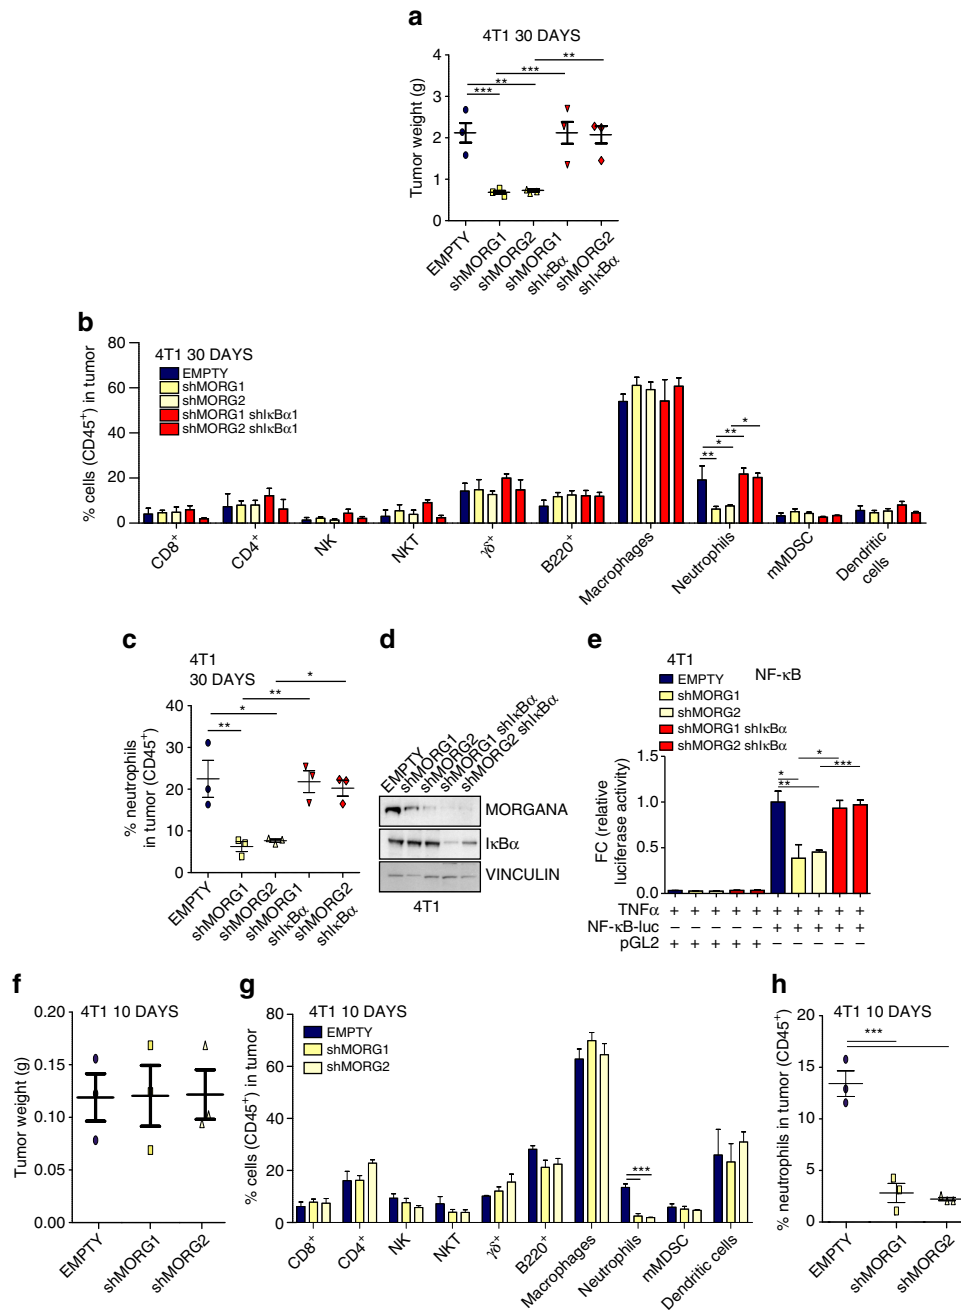 a
4T1 30 DAYS
**
***
**
***
Tumor weight (g)
4
3
2
1
0
EMPTY
shMORG1
shMORG2
shMORG1 shIκBα
shMORG2 shIκBα
b
4T1 30 DAYS
EMPTY
shMORG1
shMORG2
shMORG1 shIκBα1
shMORG2 shIκBα1
% cells (CD45+) in tumor
80
60
40
20
0
*
**
*
**
CD8+
CD4+
NK
NKT
γδ+
B220+
Macrophages
Neutrophils
mMDSC
Dendritic cells
c
4T1
30 DAYS
*
**
*
**
% neutrophils in tumor (CD45+)
40
30
20
10
0
EMPTY
shMORG1
shMORG2
shMORG1 shIκBα
shMORG2 shIκBα
d
EMPTY
shMORG1
shMORG2
shMORG1 shIκBα
shMORG2 shIκBα
MORGANA
IκBα
VINCULIN
4T1
e
4T1
NF-κB
EMPTY
shMORG1
shMORG2
shMORG1 shIκBα
shMORG2 shIκBα
FC (relative luciferase activity)
1.5
1.0
0.5
0.0
*
***
*
**
TNFα + + + + + + + + + +
NF-κB-luc – – – – – + + + + +
pGL2 + + + + + – – – – –
f
4T1 10 DAYS
Tumor weight (g)
0.20
0.15
0.10
0.05
0.00
EMPTY
shMORG1
shMORG2
g
4T1 10 DAYS
EMPTY
shMORG1
shMORG2
% cells (CD45+) in tumor
80
60
40
20
0
***
CD8+
CD4+
NK
NKT
γδ+
B220+
Macrophages
Neutrophils
mMDSC
Dendritic cells
h
4T1 10 DAYS
***
% neutrophils in tumor (CD45+)
20
15
10
5
0
EMPTY
shMORG1
shMORG2